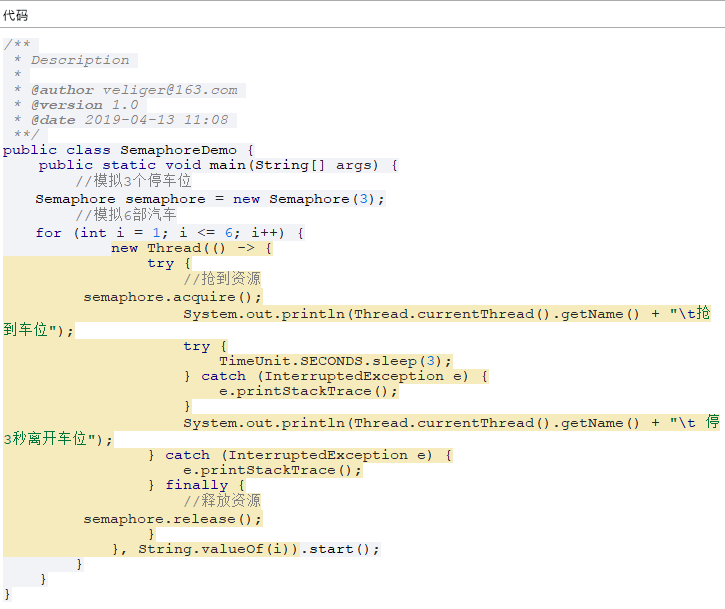 代码
/**
 * Description
 *
 * @author veliger@163.com
 * @version 1.0
 * @date 2019-04-13 11:08
 **/
public class SemaphoreDemo {
    public static void main(String[] args) {
        //模拟3个停车位
    Semaphore semaphore = new Semaphore(3);
        //模拟6部汽车
    for (int i = 1; i <= 6; i++) {
            new Thread(() -> {
                try {
                    //抢到资源
         semaphore.acquire();
                    System.out.println(Thread.currentThread().getName() + "\t抢
到车位");
                    try {
                        TimeUnit.SECONDS.sleep(3);
                    } catch (InterruptedException e) {
                        e.printStackTrace();
                    }
                    System.out.println(Thread.currentThread().getName() + "\t 停
3秒离开车位");
                } catch (InterruptedException e) {
                    e.printStackTrace();
                } finally {
                    //释放资源
         semaphore.release();
                }
            }, String.valueOf(i)).start();
        }
    }
}